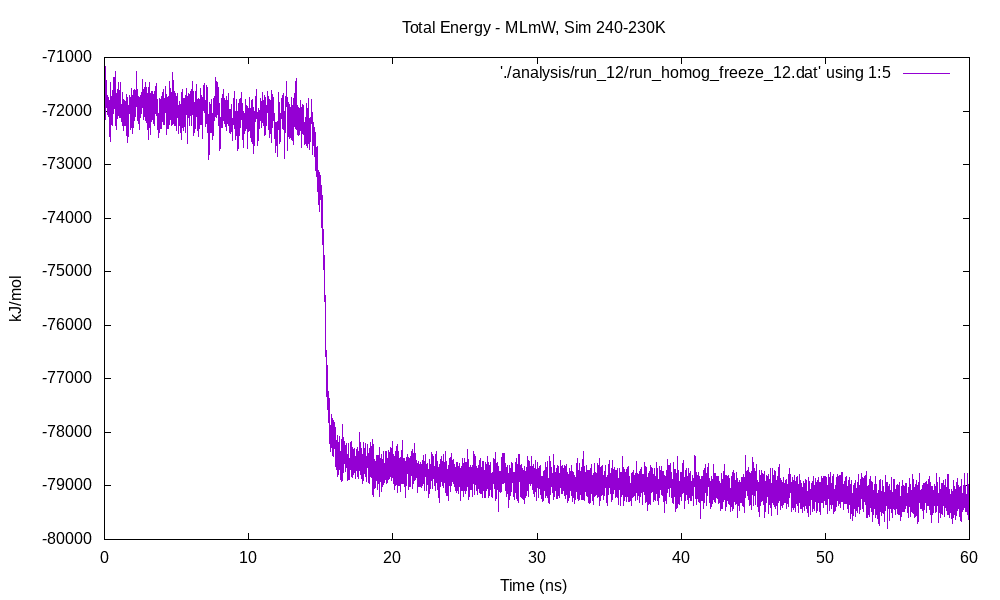 Total Energy - MLmW, Sim 240-230K
'./analysis/run_12/run_homog_freeze_12.dat' using 1:5
kJ/mol
-71000
-72000
-73000
-74000
-75000
-76000
-77000
-78000
-79000
-80000
0 10 20 30 40 50 60
Time (ns)